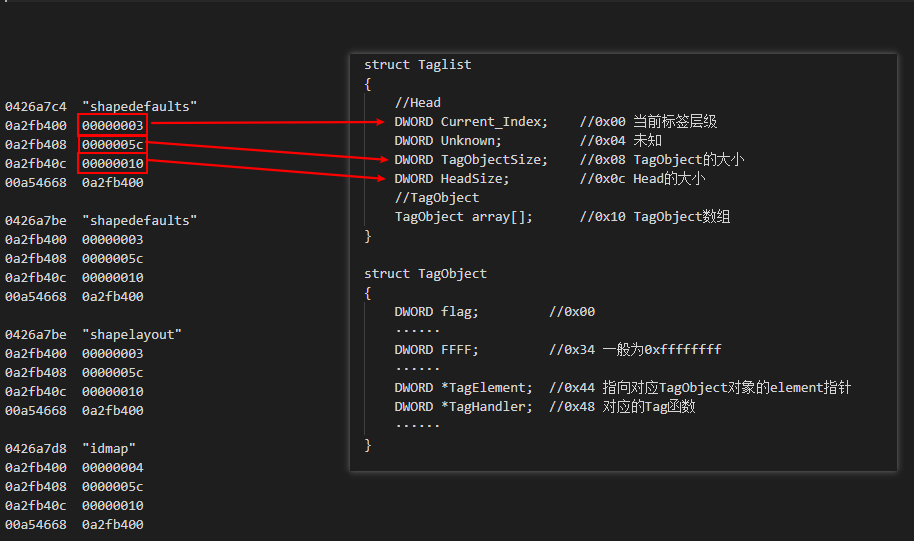 0426a7c4 "shapedefaults"
0a2fb400 00000003
0a2fb408 0000005c
0a2fb40c 00000010
00a54668 0a2fb400
0426a7be "shapedefaults"
0a2fb400 00000003
0a2fb408 0000005c
0a2fb40c 00000010
00a54668 0a2fb400
0426a7be "shapelayout"
0a2fb400 00000003
0a2fb408 0000005c
0a2fb40c 00000010
00a54668 0a2fb400
0426a7d8 "idmap"
0a2fb400 00000004
0a2fb408 0000005c
0a2fb40c 00000010
00a54668 0a2fb400
struct Taglist
{
//Head
DWORD Current_Index; //0x00 当前标签层级
DWORD Unknown; //0x04 未知
DWORD TagObjectSize; //0x08 TagObject的大小
DWORD HeadSize; //0x0c Head的大小
//TagObject
TagObject array[]; //0x10 TagObject数组
}
struct TagObject
{
DWORD flag; //0x00
......
DWORD FFFF; //0x34 一般为0xffffffff
......
DWORD *TagElement; //0x44 指向对应TagObject对象的element指针
DWORD *TagHandler; //0x48 对应的Tag函数
......
}